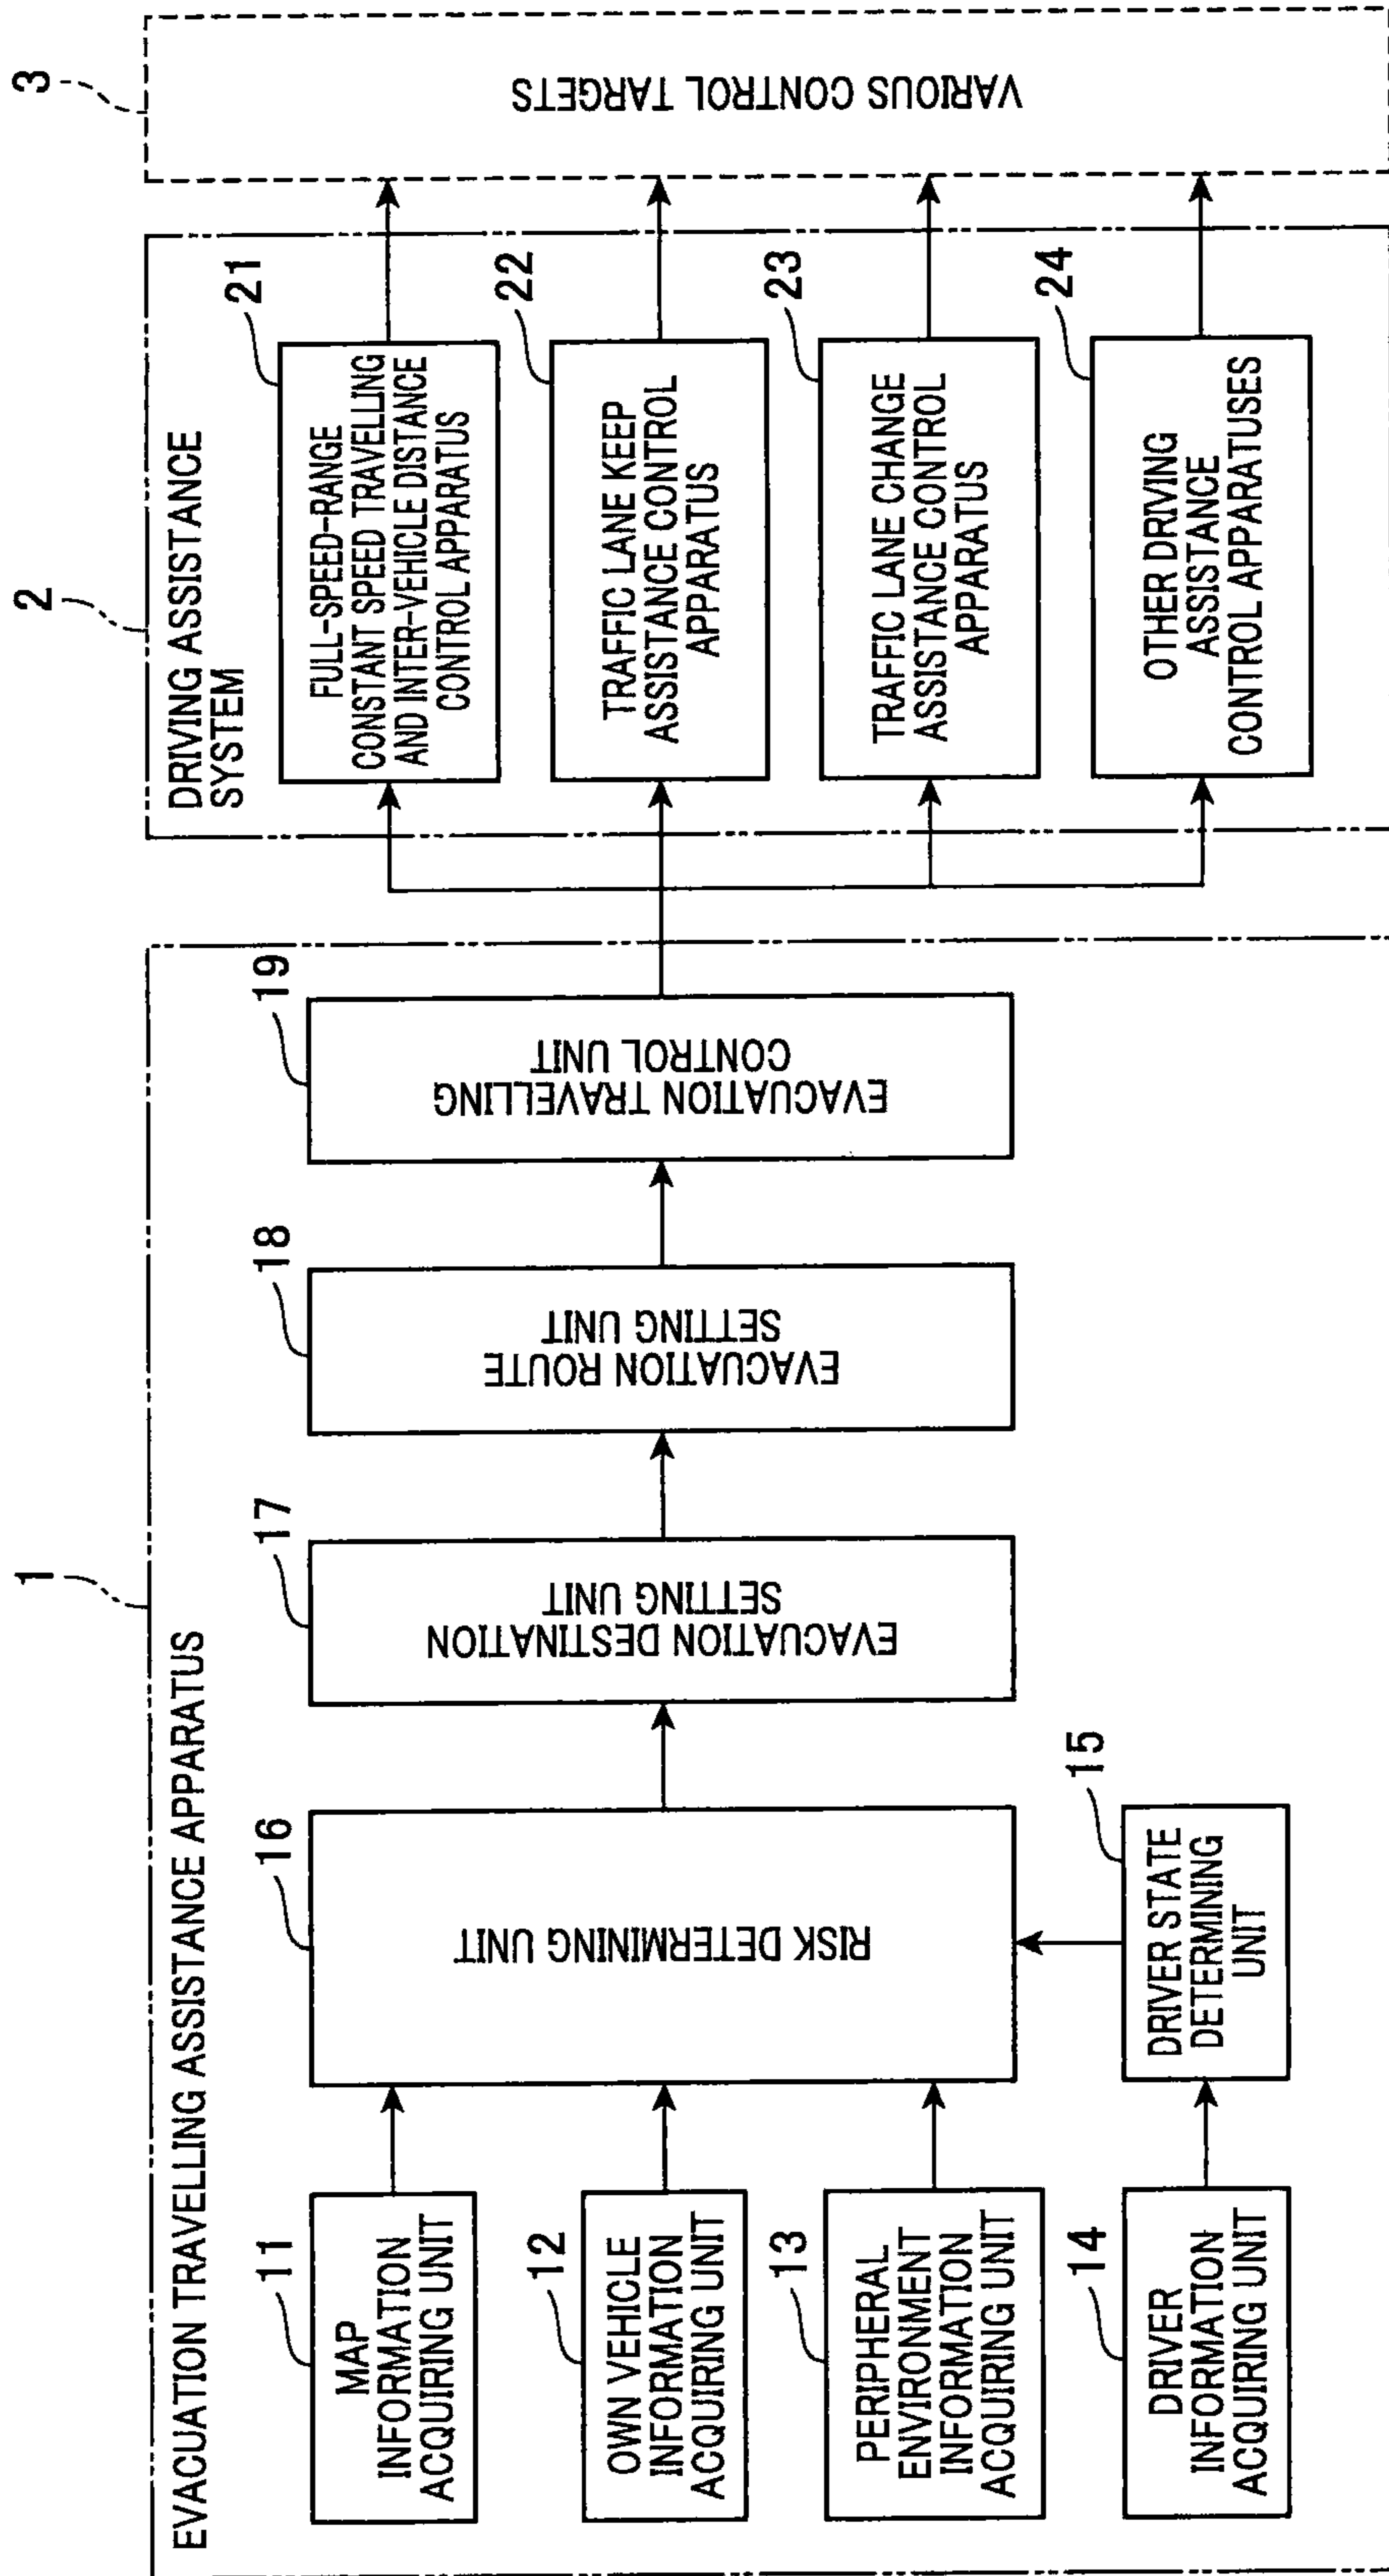 1
EVACUATION TRAVELLING ASSISTANCE APPARATUS
11
MAP
INFORMATION
ACQUIRING UNIT
12
OWN VEHICLE
INFORMATION
ACQUIRING UNIT
13
PERIPHERAL
ENVIRONMENT
INFORMATION
ACQUIRING UNIT
14
DRIVER
INFORMATION
ACQUIRING UNIT
15
DRIVER STATE
DETERMINING
UNIT
16
RISK DETERMINING UNIT
17
EVACUATION DESTINATION
SETTING UNIT
18
EVACUATION ROUTE
SETTING UNIT
19
EVACUATION TRAVELLING
CONTROL UNIT
2
DRIVING ASSISTANCE
SYSTEM
21
FULL-SPEED-RANGE
CONSTANT SPEED TRAVELLING
AND INTER-VEHICLE DISTANCE
CONTROL APPARATUS
22
TRAFFIC LANE KEEP
ASSISTANCE CONTROL
APPARATUS
23
TRAFFIC LANE CHANGE
ASSISTANCE CONTROL
APPARATUS
24
OTHER DRIVING
ASSISTANCE
CONTROL APPARATUSES
3
VARIOUS CONTROL TARGETS